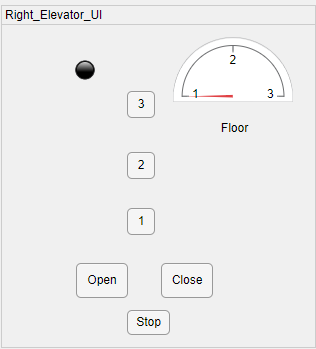 Right_Elevator_UI
1
2
3
Floor
3
2
1
Open
Close
Stop